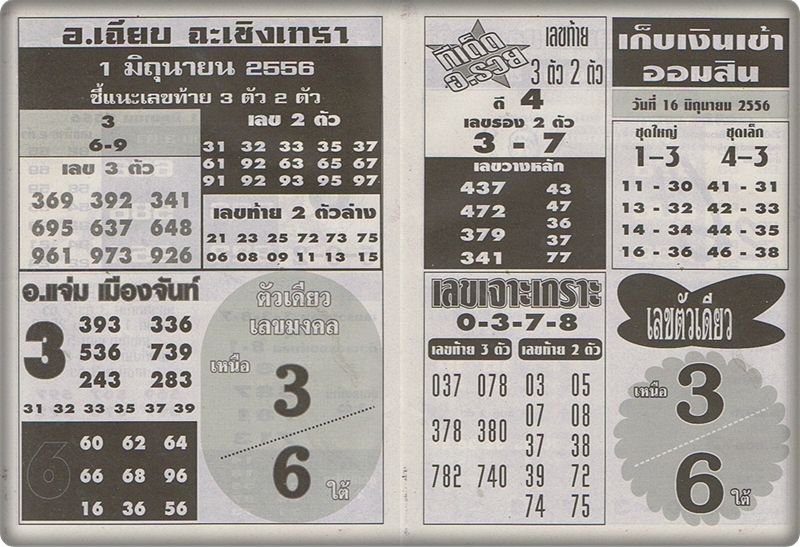 อ.เฉียบ ฉะเชิงเทรา
1 มิถุนายน 2556
ชี้แนะเลขท้าย 3 ตัว 2 ตัว
3
6-9
เลข 3 ตัว
369 392 341
695 637 648
961 973 926
เลข 2 ตัว
31 32 33 35 37
61 92 63 65 67
91 92 93 95 97
เลขท้าย 2 ตัวล่าง
21 23 25 72 73 75
06 08 09 11 13 15
อ.แจ่ม เมืองจันท์
3
393 336
536 739
243 283
31 32 33 35 37 39
6
60 62 64
66 68 96
16 36 56
ตัวเดียว
เลขมงคล
เหนือ
3
6
ใต้
ทีเด็ด
อ.รวย
เลขท้าย
3 ตัว 2 ตัว
ดี 4
เลขรอง 2 ตัว
3 - 7
เลขวางหลัก
437 43
472 47
36
379 37
341 77
เก็บเงินเข้า
ออมสิน
วันที่ 16 มิถุนายน 2556
ชุดใหญ่ ชุดเล็ก
1-3 4-3
11 - 30 41 - 31
13 - 32 42 - 33
14 - 34 44 - 35
16 - 36 46 - 38
เลขเจาะเกราะ
0-3-7-8
เลขท้าย 3 ตัว เลขท้าย 2 ตัว
037 078 03 05
07 08
378 380 37 38
782 740 39 72
74 75
เลขตัวเดียว
เหนือ
3
6
ใต้